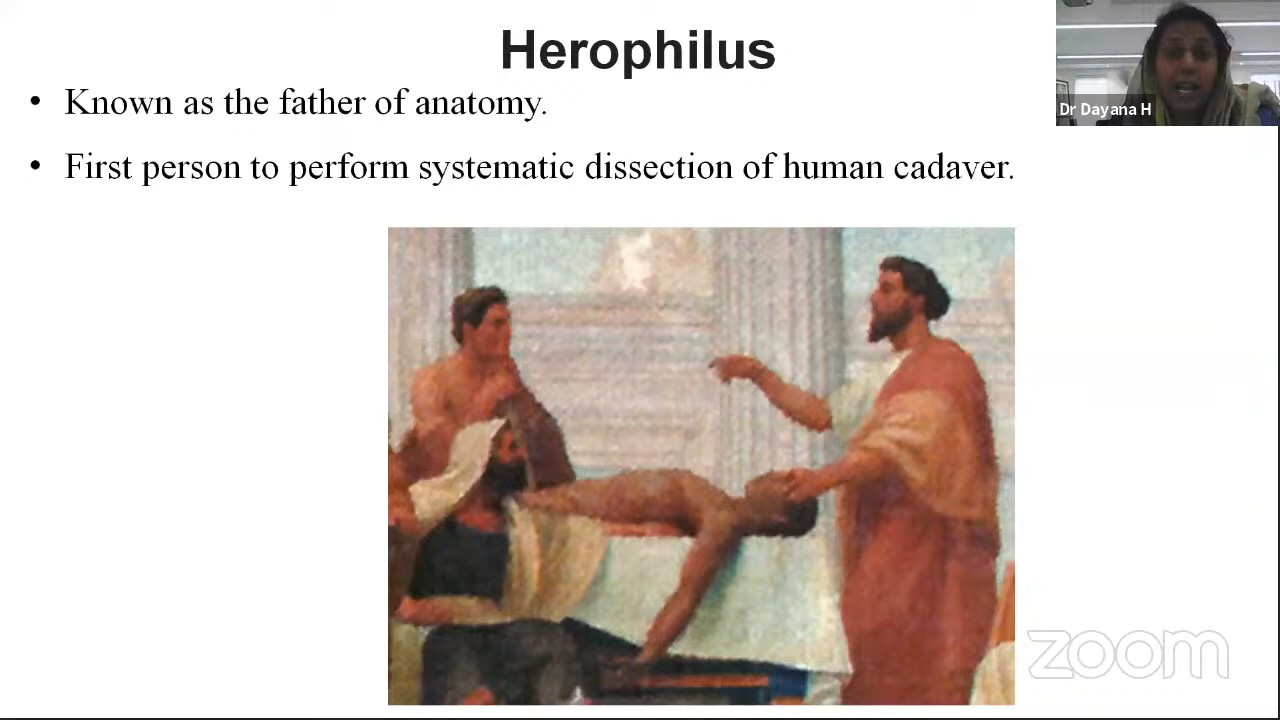 Herophilus
• Known as the father of anatomy.
• First person to perform systematic dissection of human cadaver.
Dr Dayana H
zoom